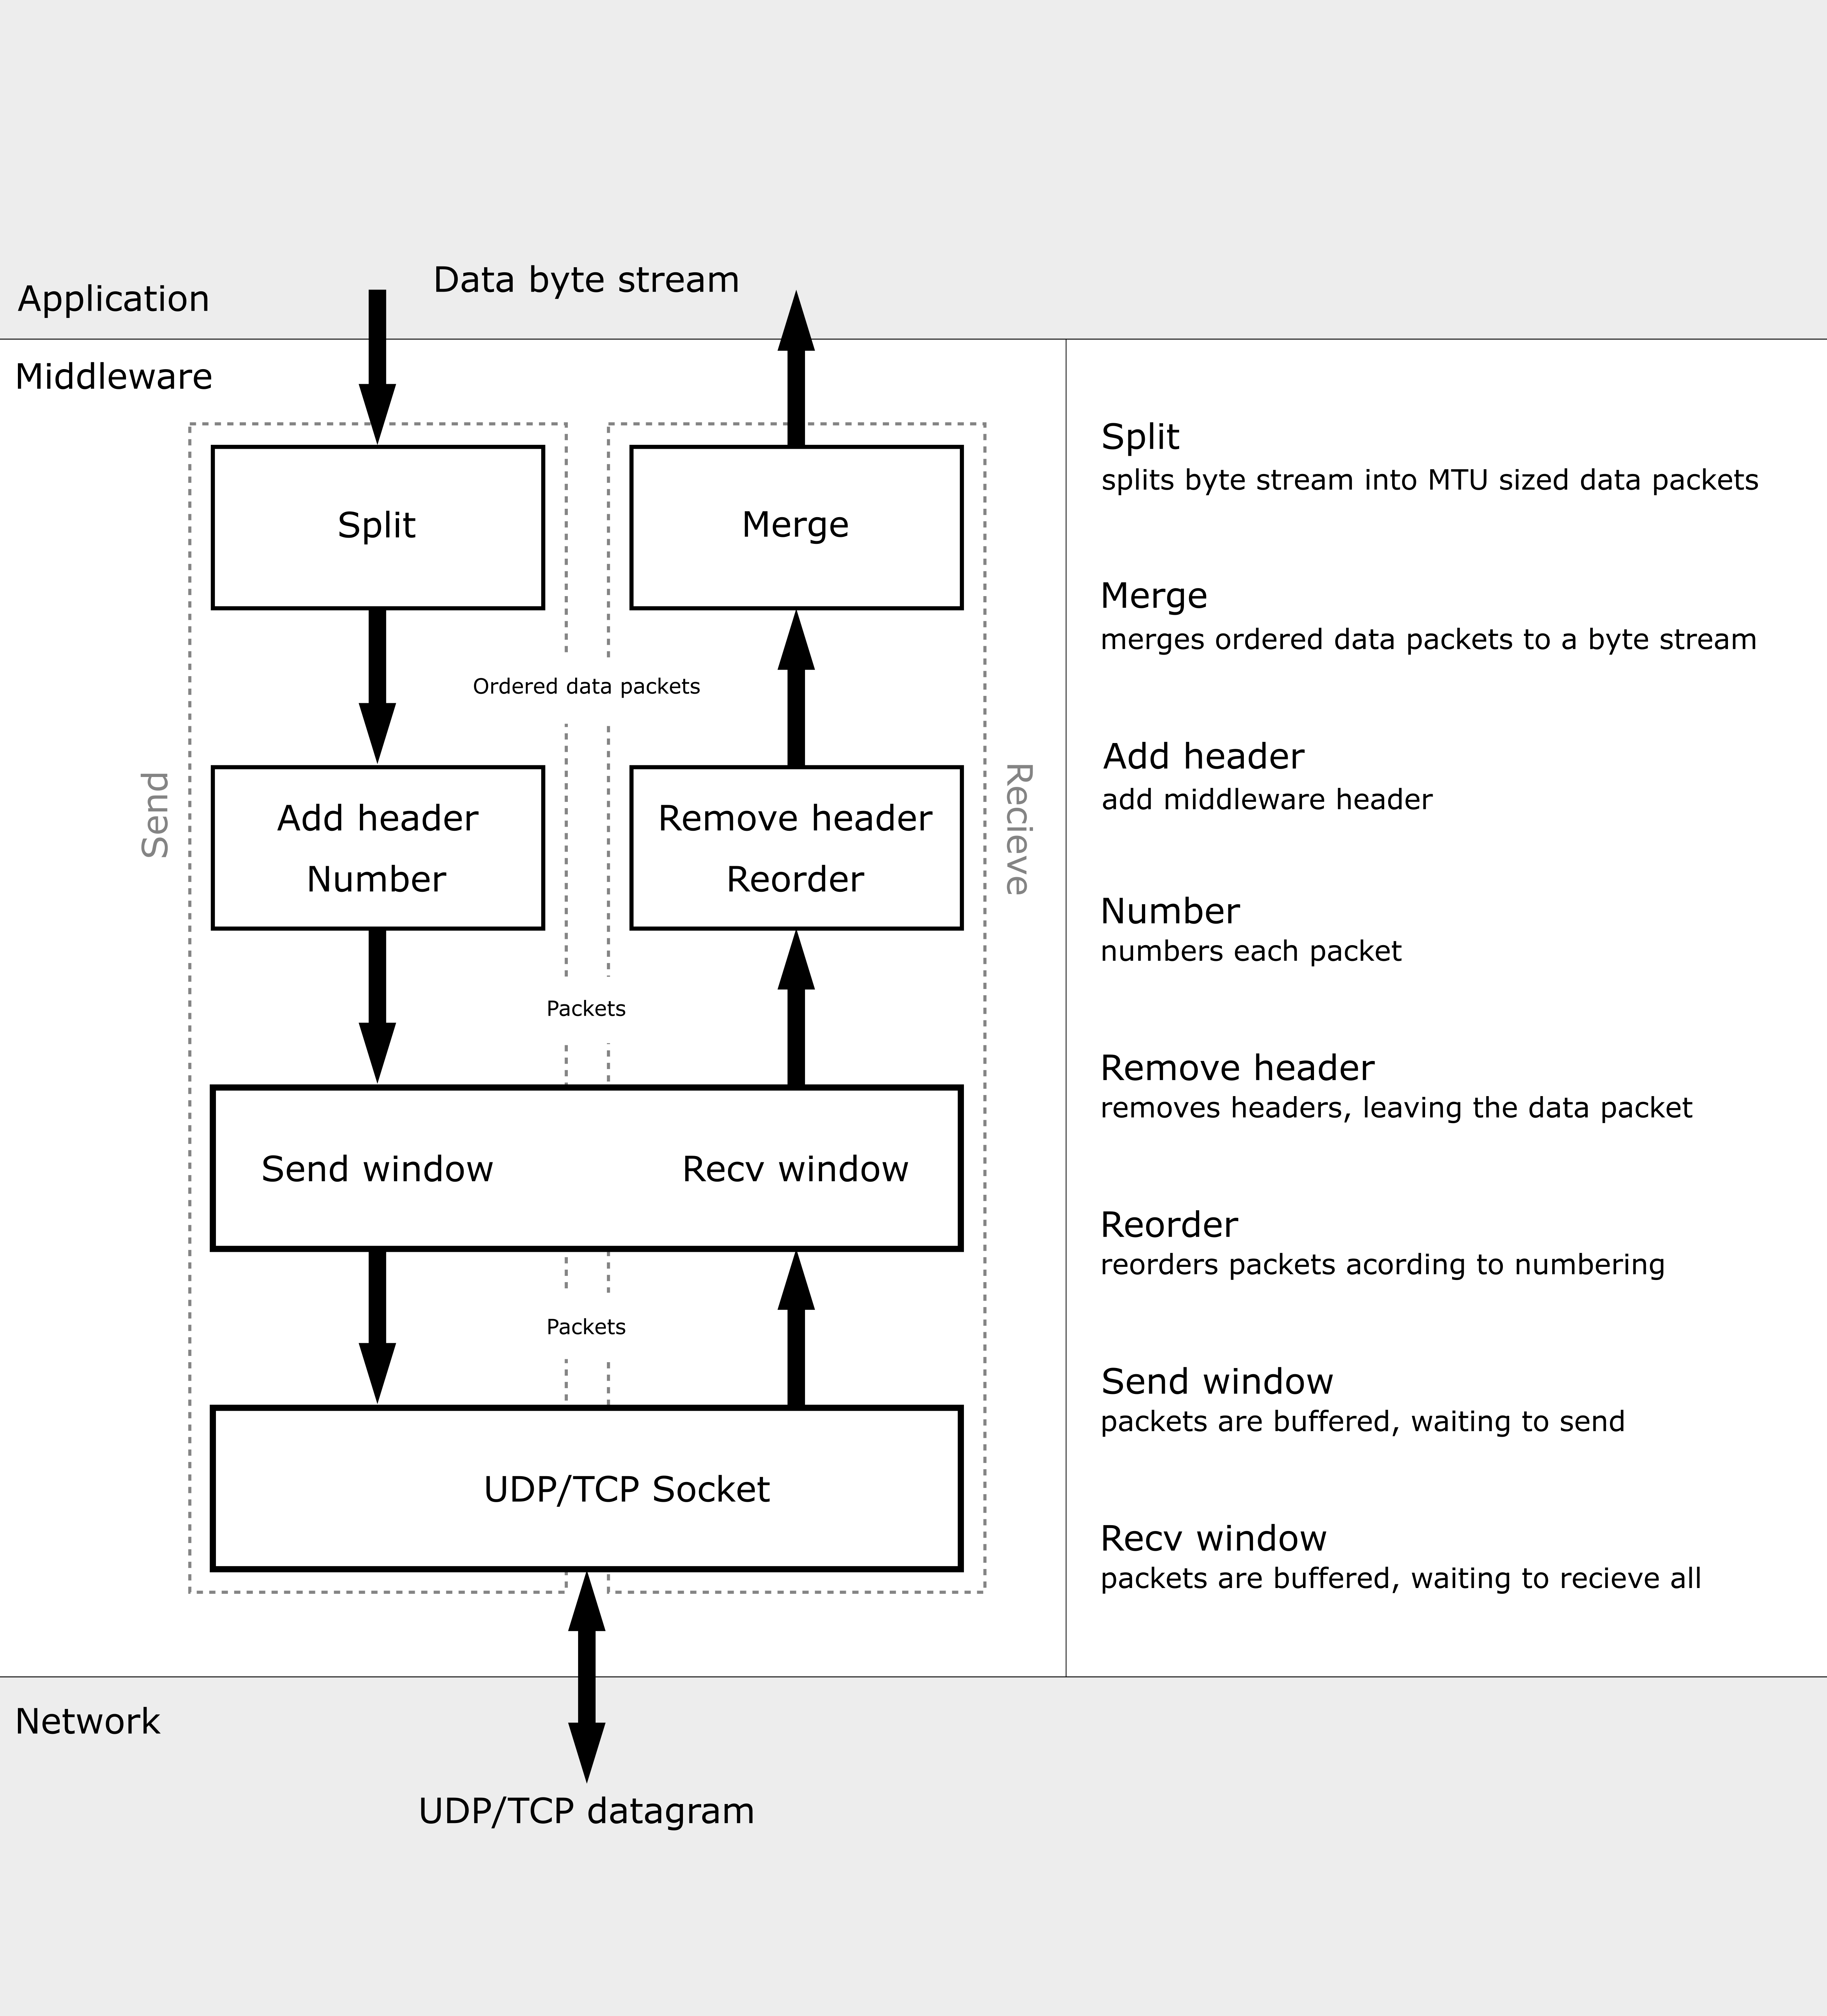 Data byte stream
Application
Middleware
Split
Merge
Ordered data packets
Send
Add header
Number
Remove header
Reorder
Recieve
Packets
Send window
Recv window
Packets
UDP/TCP Socket
Split
splits byte stream into MTU sized data packets
Merge
merges ordered data packets to a byte stream
Add header
add middleware header
Number
numbers each packet
Remove header
removes headers, leaving the data packet
Reorder
reorders packets acording to numbering
Send window
packets are buffered, waiting to send
Recv window
packets are buffered, waiting to recieve all
Network
UDP/TCP datagram